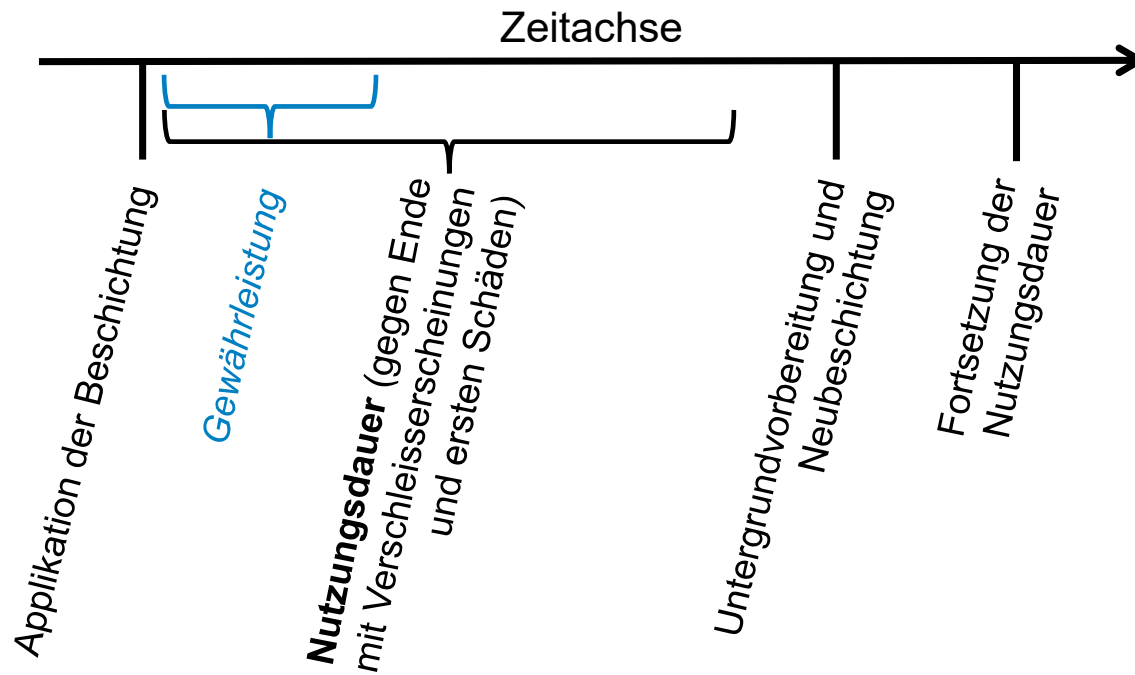 Zeitachse
Applikation der Beschichtung
Gewährleistung
Nutzungsdauer (gegen Ende
mit Verschleisserscheinungen
und ersten Schäden)
Untergrundvorbereitung und
Neubeschichtung
Fortsetzung der
Nutzungsdauer